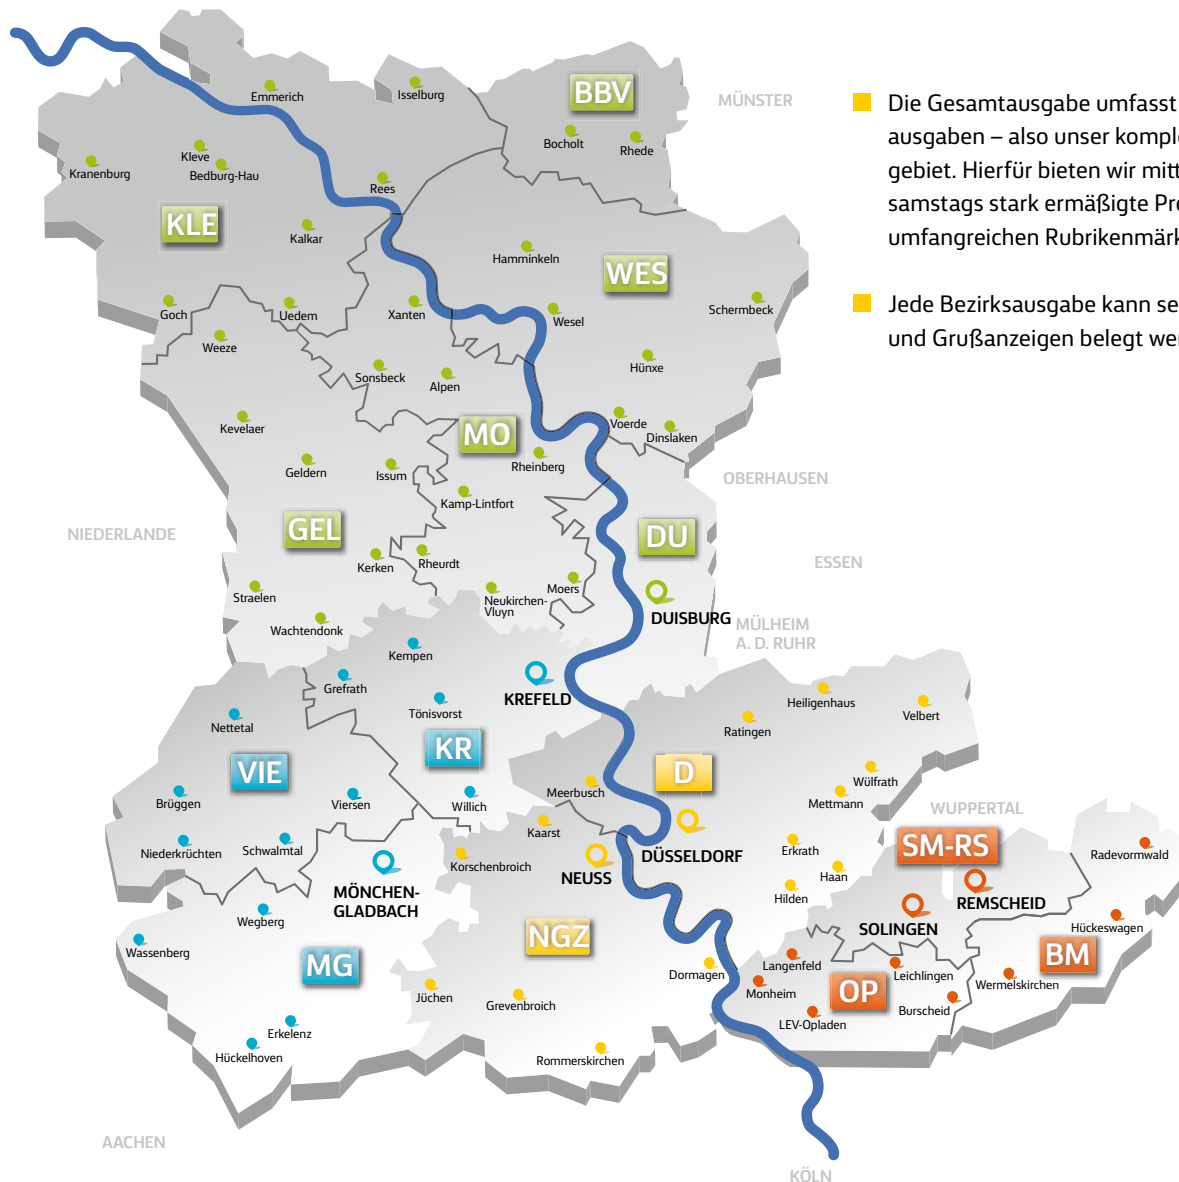 Die Gesamtausgabe umfasst
ausgaben – also unser komple
gebiet. Hierfür bieten wir mitt
samstags stark ermäßigte Pre
umfangreichen Rubrikenmärk
Jede Bezirksausgabe kann se
und Grußanzeigen belegt wer
BBV
MÜNSTER
Emmerich
Isselburg
Bocholt
Rhede
Kleve
Kranenburg
Bedburg-Hau
Rees
KLE
Kalkar
Hamminkeln
WES
Goch
Uedem
Xanten
Wesel
Schermbeck
Weeze
Sonsbeck
Alpen
Hünxe
Kevelaer
MO
Voerde
Dinslaken
Geldern
Issum
Rheinberg
OBERHAUSEN
Kamp-Lintfort
NIEDERLANDE
GEL
DU
Kerken
Rheurdt
ESSEN
Straelen
Neukirchen-
Vluyn
Moers
DUISBURG
Wachtendonk
MÜLHEIM
A. D. RUHR
Kempen
Grefrath
KREFELD
Tönisvorst
Heiligenhaus
Velbert
Nettetal
Ratingen
KR
VIE
D
Wülfrath
Brüggen
Viersen
Willich
Meerbusch
Mettmann
WUPPERTAL
Kaarst
Niederkrüchten
Schwalmtal
Korschenbroich
DÜSSELDORF
Erkrath
SM-RS
Radevormwald
MÖNCHEN-
GLADBACH
NEUSS
Haan
Hilden
REMSCHEID
Wegberg
SOLINGEN
Hückeswagen
Wassenberg
NGZ
BM
MG
Dormagen
Langenfeld
Leichlingen
Jüchen
Monheim
OP
Wermelskirchen
Grevenbroich
LEV-Opladen
Burscheid
Erkelenz
Hückelhoven
Rommerskirchen
AACHEN
KÖLN